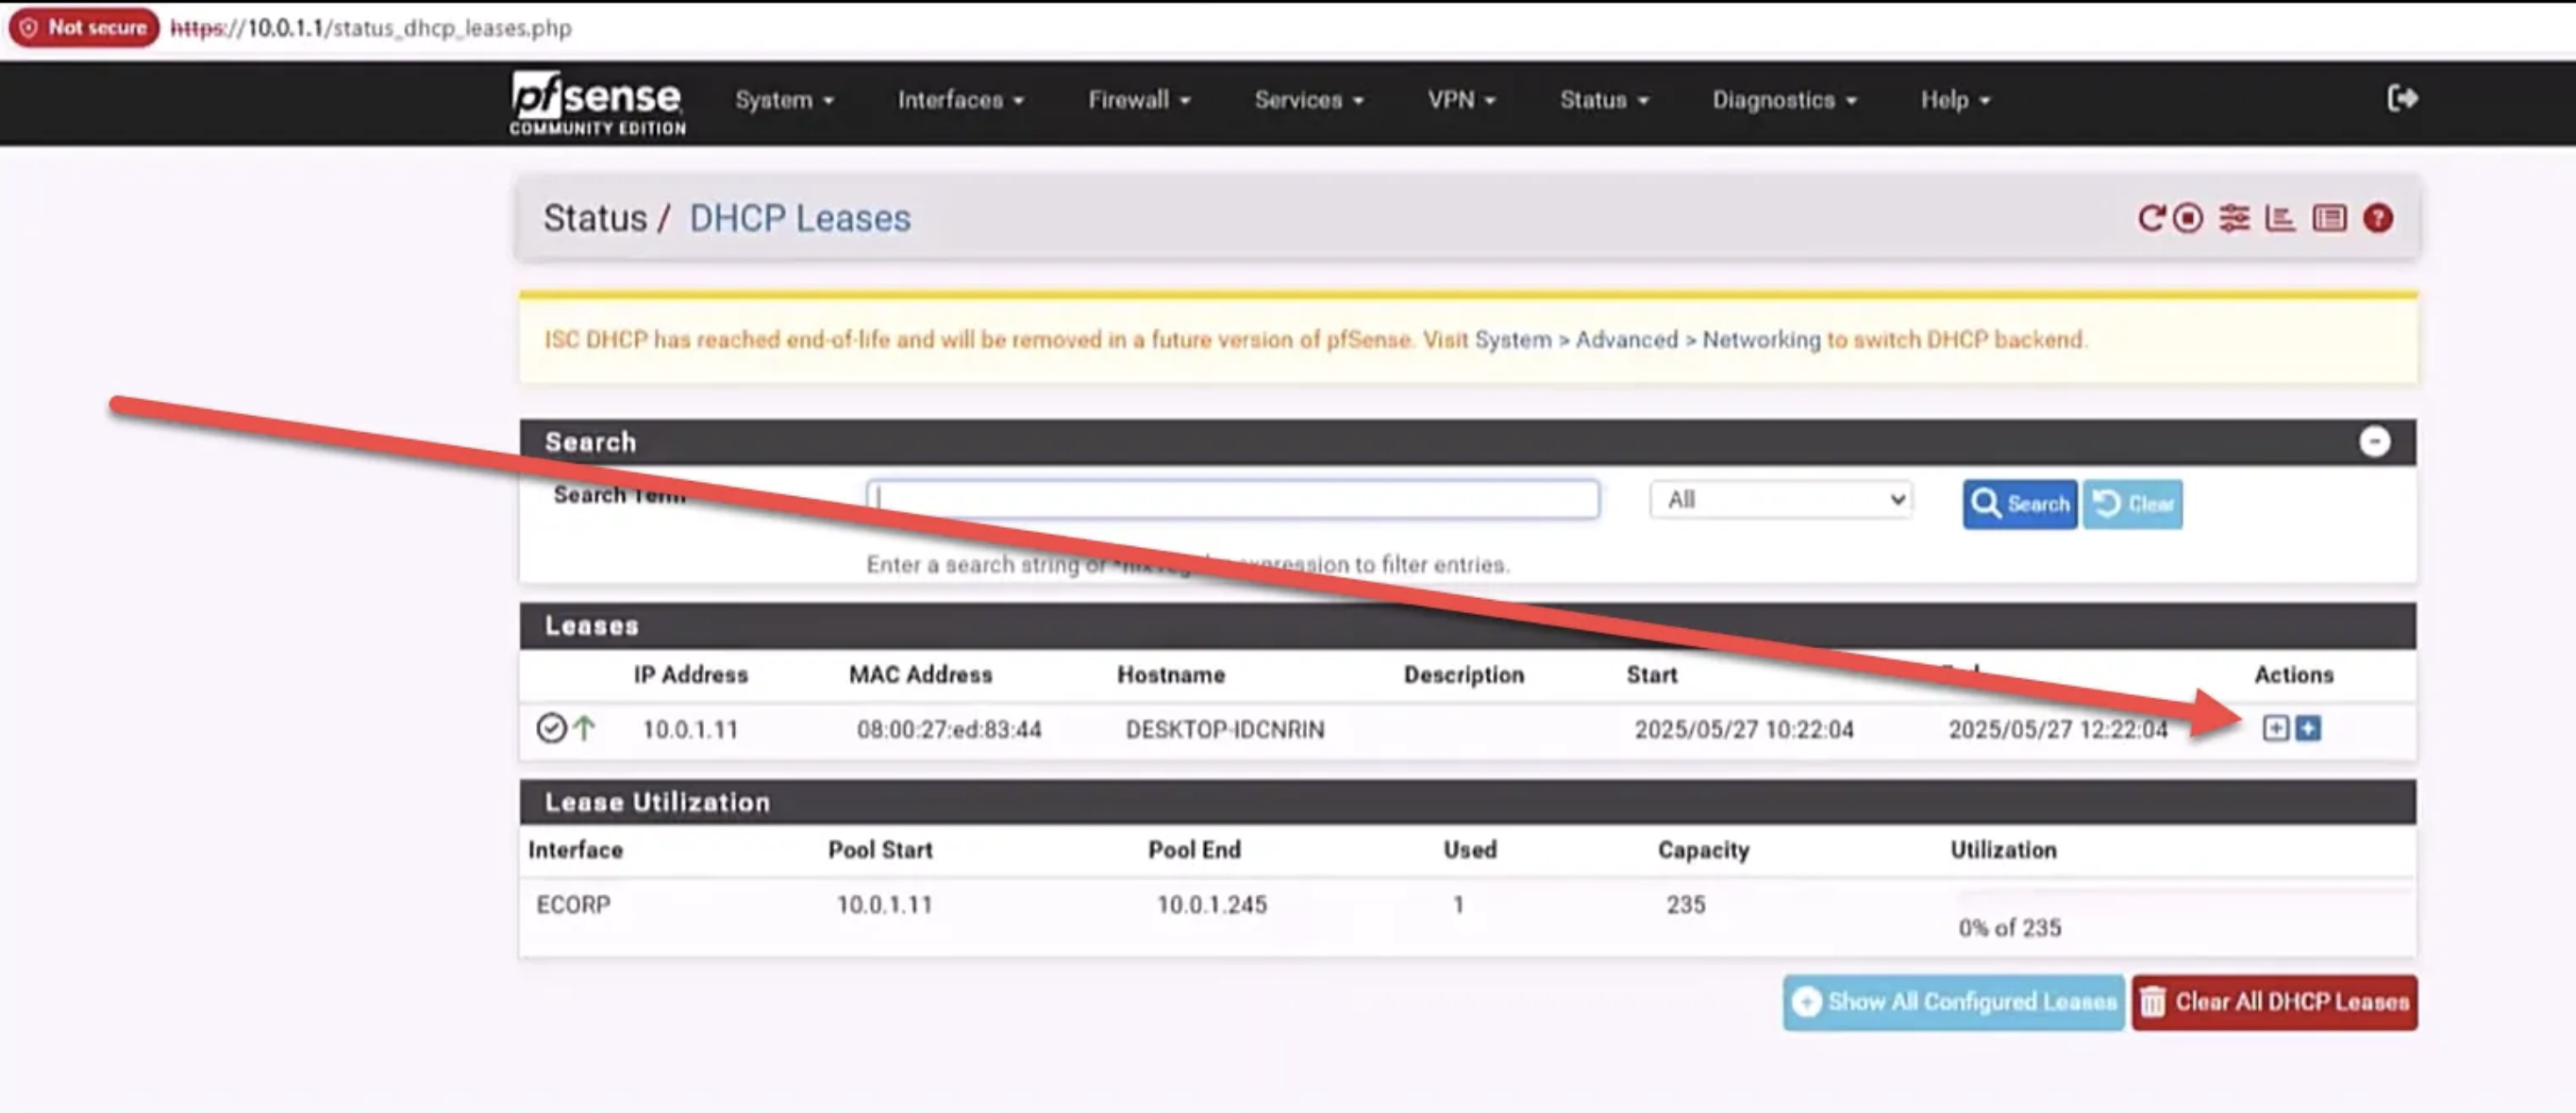 Not secure https://10.0.1.1/status_dhcp_leases.php
pfsense System Interfaces Firewall Services VPN Status Diagnostics Help
COMMUNITY EDITION
Status / DHCP Leases
ISC DHCP has reached end-of-life and will be removed in a future version of pfSense. Visit System > Advanced > Networking to switch DHCP backend.
Search
Search Term All Search Clear
Enter a search string or expression to filter entries.
Leases
IP Address MAC Address Hostname Description Start Actions
10.0.1.11 08:00:27:ed:83:44 DESKTOP-IDCNRIN 2025/05/27 10:22:04 2025/05/27 12:22:04
Lease Utilization
Interface Pool Start Pool End Used Capacity Utilization
ECORP 10.0.1.11 10.0.1.245 1 235
0% of 235
Show All Configured Leases Clear All DHCP Leases